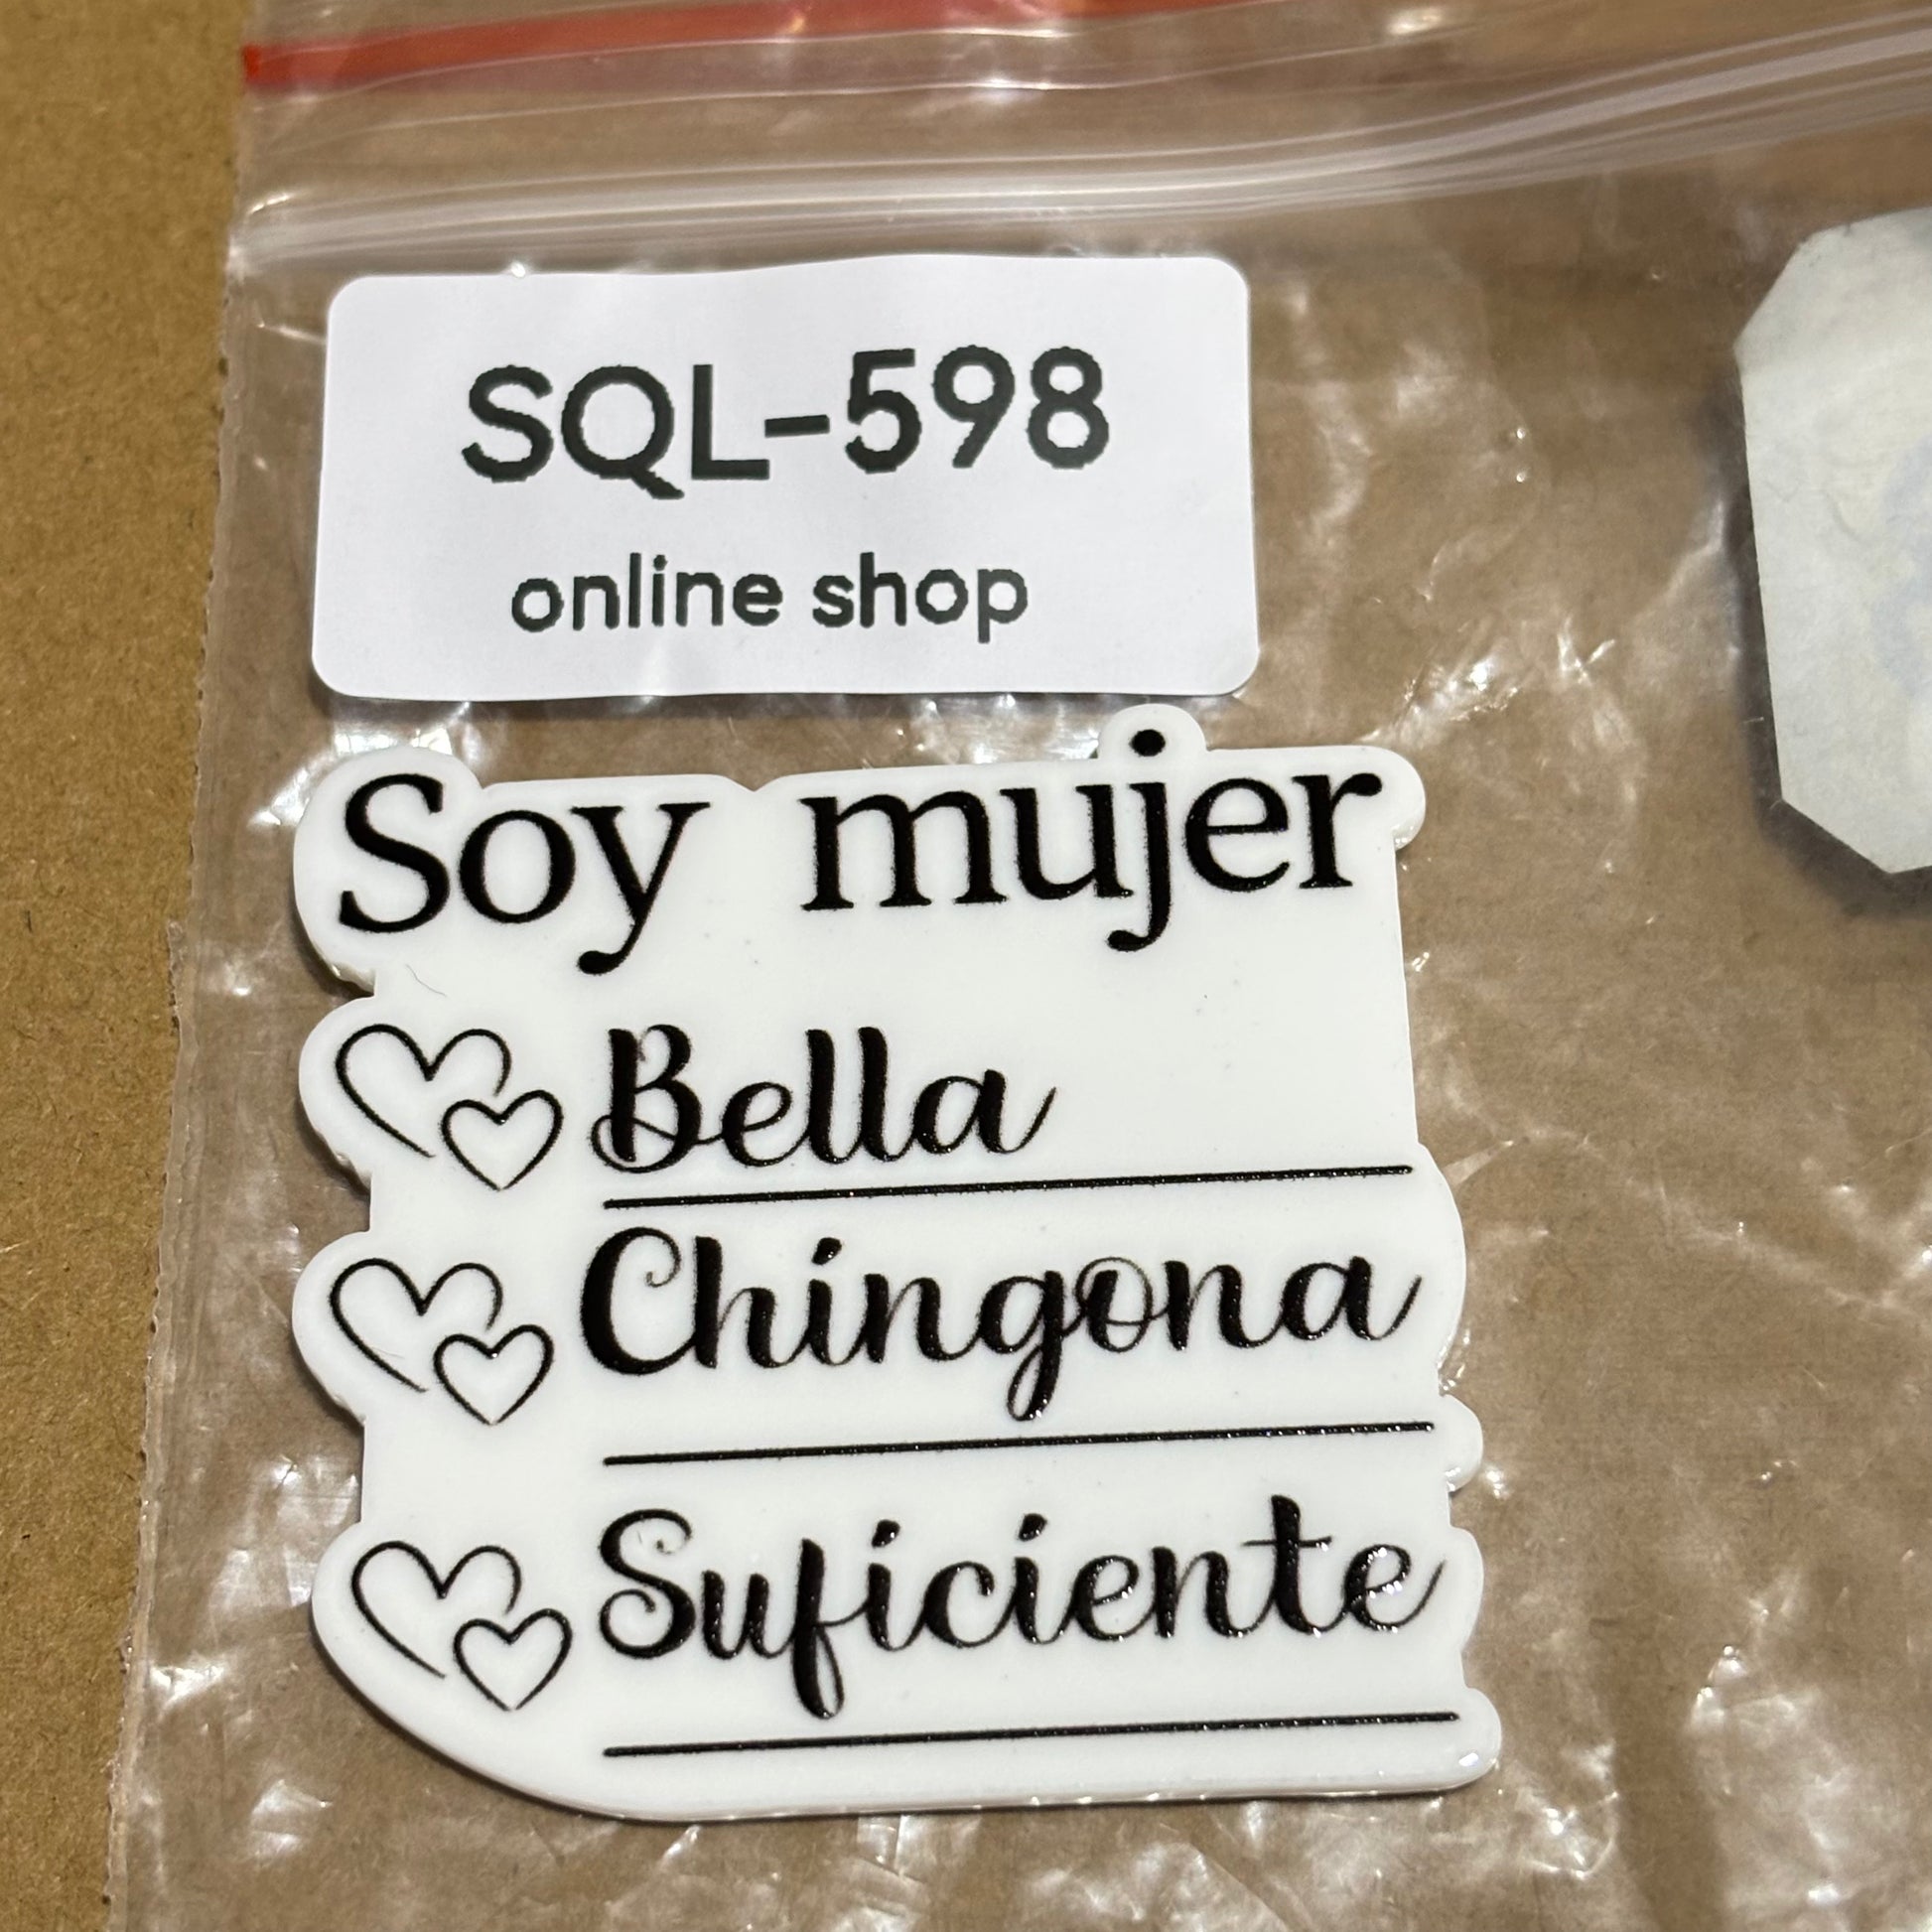 SQL-598
online shop
Soy mujer
Bella
Chingona
Suficiente